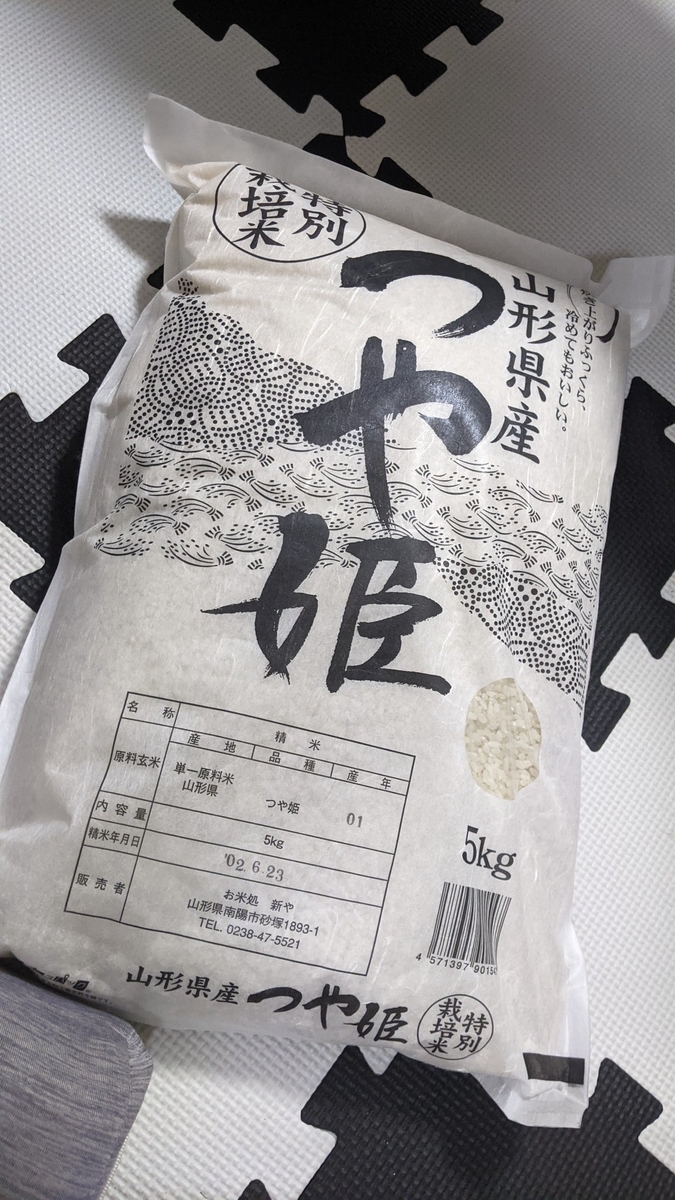 特別
栽培米
炊き上がりふっくら、
冷めてもおいしい。
山形県産
つや姫
名称 精米
原料玄米 産地 品種 産年
単一原料米
山形県 つや姫 01
内容量 5kg
精米年月日 '02.6.23
販売者 お米処 新や
山形県南陽市砂塚1893-1
TEL. 0238-47-5521
5kg
4 571397 90150
山形県産 つや姫
特別
栽培米